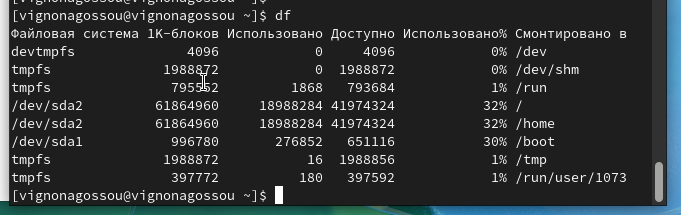 [vignonagossou@vignonagossou ~]$ df
Файловая система 1K-блоков Использовано Доступно Использовано% Смонтировано в
devtmpfs 4096 0 4096 0% /dev
tmpfs 1988872 0 1988872 0% /dev/shm
tmpfs 795552 1868 793684 1% /run
/dev/sda2 61864960 18988284 41974324 32% /
/dev/sda2 61864960 18988284 41974324 32% /home
/dev/sda1 996780 276852 651116 30% /boot
tmpfs 1988872 16 1988856 1% /tmp
tmpfs 397772 180 397592 1% /run/user/1073
[vignonagossou@vignonagossou ~]$